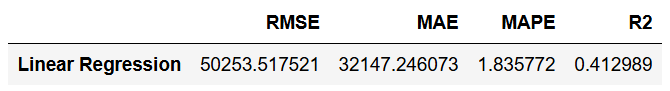 RMSE MAE MAPE R2
Linear Regression 50253.517521 32147.246073 1.835772 0.412989